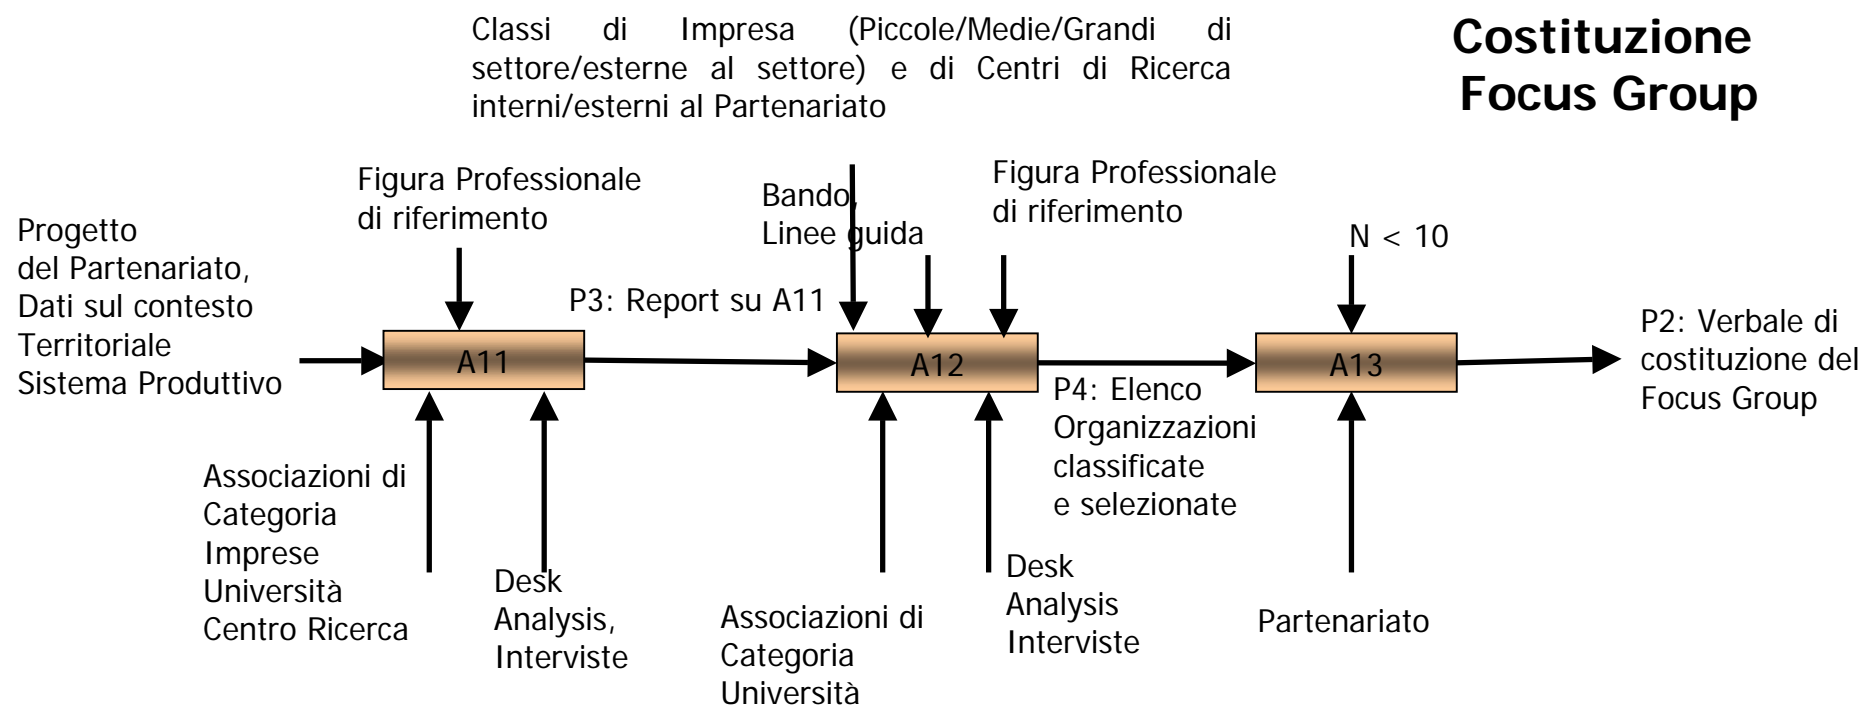 Classi di Impresa (Piccole/Medie/Grandi di
settore/esterne al settore) e di Centri di Ricerca
interni/esterni al Partenariato
Costituzione
Focus Group
Figura Professionale
di riferimento
Bando,
Linee guida
Figura Professionale
di riferimento
N < 10
Progetto
del Partenariato,
Dati sul contesto
Territoriale
Sistema Produttivo
P3: Report su A11
A11
A12
A13
P2: Verbale di
costituzione del
Focus Group
P4: Elenco
Organizzazioni
classificate
e selezionate
Associazioni di
Categoria
Imprese
Università
Centro Ricerca
Desk
Analysis,
Interviste
Associazioni di
Categoria
Università
Desk
Analysis
Interviste
Partenariato